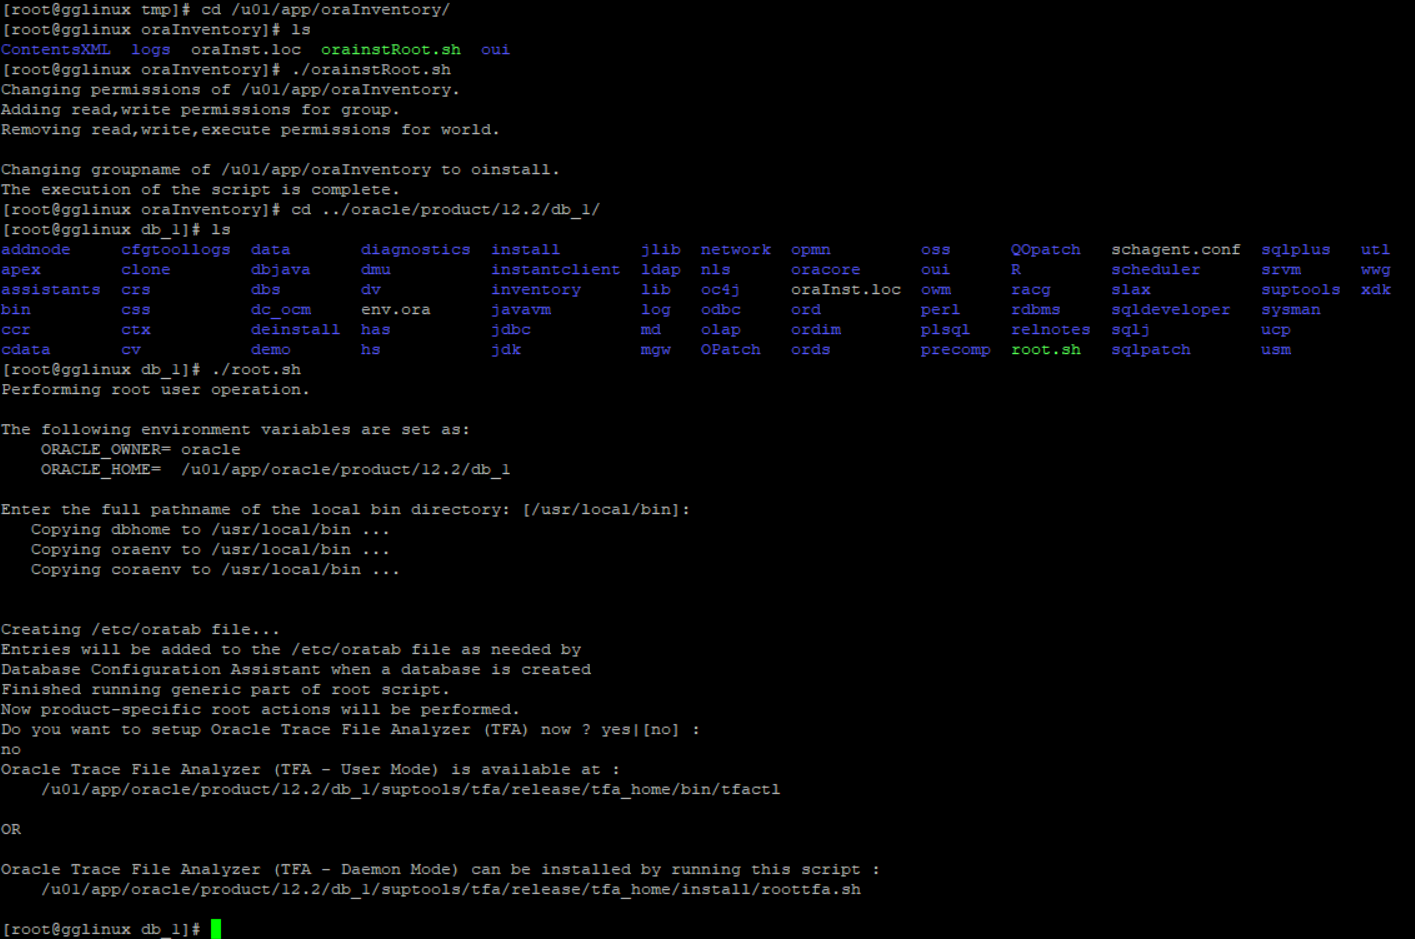 [root@gglinux tmp]# cd /u01/app/oraInventory/
[root@gglinux oraInventory]# ls
ContentsXML  logs  oraInst.loc  orainstRoot.sh  oui
[root@gglinux oraInventory]# ./orainstRoot.sh
Changing permissions of /u01/app/oraInventory.
Adding read,write permissions for group.
Removing read,write,execute permissions for world.

Changing groupname of /u01/app/oraInventory to oinstall.
The execution of the script is complete.
[root@gglinux oraInventory]# cd ../oracle/product/12.2/db_1/
[root@gglinux db_1]# ls
addnode     cfgtoollogs  data       diagnostics  install        jlib  network  opmn         oss      QOpatch   schagent.conf  sqlplus   utl
apex        clone        dbjava     dmu          instantclient  ldap  nls      oracore      oui      R         scheduler      srvm      wwg
assistants  crs          dbs        dv           inventory      lib   oc4j     oraInst.loc  owm      racg      slax           suptools  xdk
bin         css          dc_ocm     env.ora      javavm         log   odbc     ord          perl     rdbms     sqldeveloper   sysman
ccr         ctx          deinstall  has          jdbc           md    olap     ordim        plsql    relnotes  sqlj           ucp
cdata       cv           demo       hs           jdk            mgw   OPatch   ords         precomp  root.sh   sqlpatch       usm
[root@gglinux db_1]# ./root.sh
Performing root user operation.

The following environment variables are set as:
    ORACLE_OWNER= oracle
    ORACLE_HOME=  /u01/app/oracle/product/12.2/db_1

Enter the full pathname of the local bin directory: [/usr/local/bin]:
   Copying dbhome to /usr/local/bin ...
   Copying oraenv to /usr/local/bin ...
   Copying coraenv to /usr/local/bin ...

Creating /etc/oratab file...
Entries will be added to the /etc/oratab file as needed by
Database Configuration Assistant when a database is created
Finished running generic part of root script.
Now product-specific root actions will be performed.
Do you want to setup Oracle Trace File Analyzer (TFA) now ? yes|[no] :
no
Oracle Trace File Analyzer (TFA - User Mode) is available at :
    /u01/app/oracle/product/12.2/db_1/suptools/tfa/release/tfa_home/bin/tfactl

OR

Oracle Trace File Analyzer (TFA - Daemon Mode) can be installed by running this script :
    /u01/app/oracle/product/12.2/db_1/suptools/tfa/release/tfa_home/install/roottfa.sh

[root@gglinux db_1]#